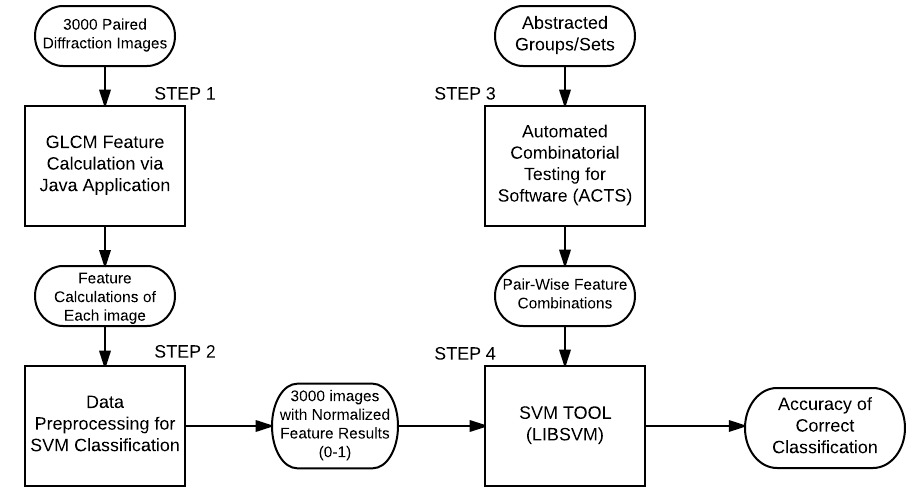 3000 Paired
Diffraction Images
STEP 1
GLCM Feature
Calculation via
Java Application
Feature
Calculations of
Each image
STEP 2
Data
Preprocessing for
SVM Classification
3000 images
with Normalized
Feature Results
(0-1)
Abstracted
Groups/Sets
STEP 3
Automated
Combinatorial
Testing for
Software (ACTS)
Pair-Wise Feature
Combinations
STEP 4
SVM TOOL
(LIBSVM)
Accuracy of
Correct
Classification